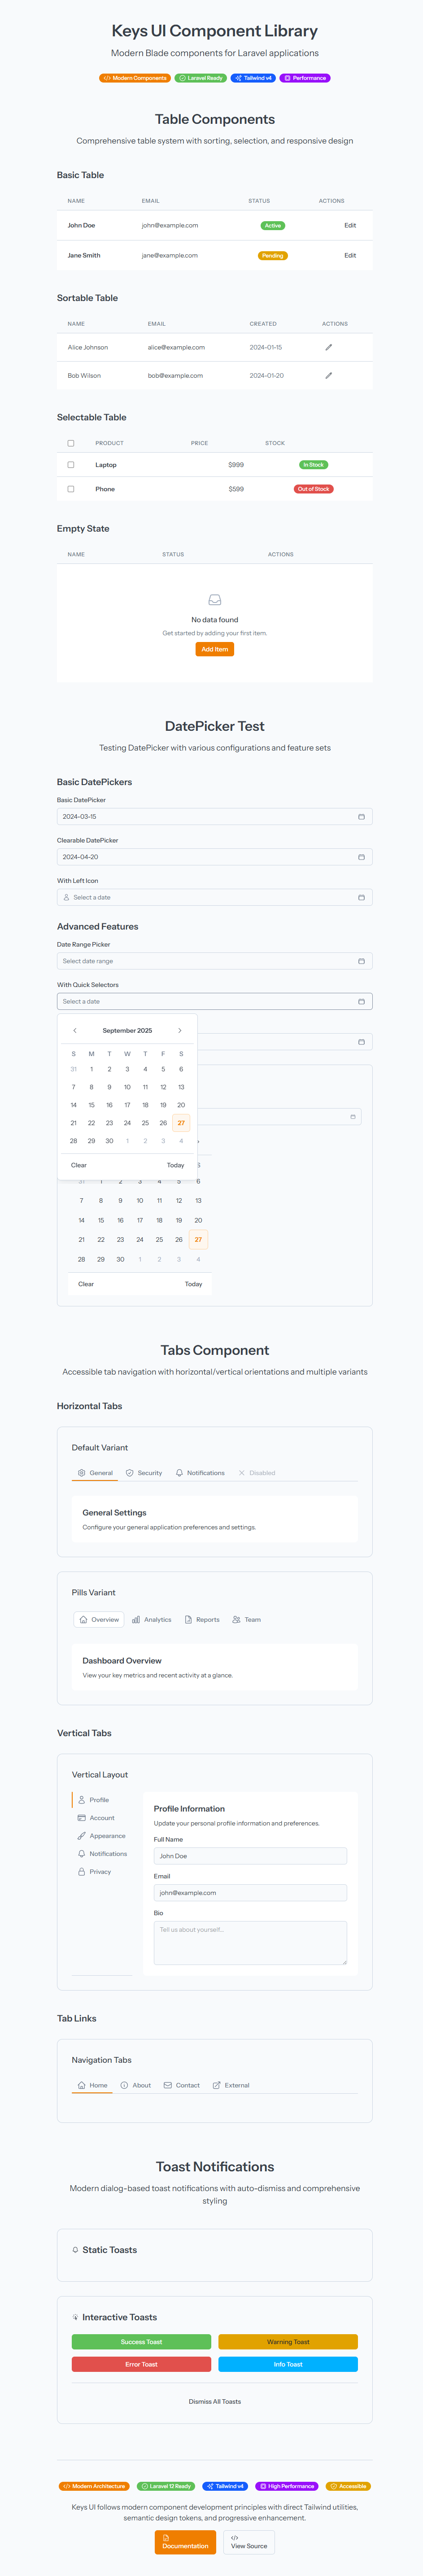 Keys UI Component Library
Modern Blade components for Laravel applications
Modern Components Laravel Ready Tailwind v4 Performance
Table Components
Comprehensive table system with sorting, selection, and responsive design
Basic Table
NAME EMAIL STATUS ACTIONS
John Doe john@example.com Active Edit
Jane Smith jane@example.com Pending Edit
Sortable Table
NAME EMAIL CREATED ACTIONS
Alice Johnson alice@example.com 2024-01-15
Bob Wilson bob@example.com 2024-01-20
Selectable Table
PRODUCT PRICE STOCK
Laptop $999 In Stock
Phone $599 Out of Stock
Empty State
NAME STATUS ACTIONS
No data found
Get started by adding your first item.
Add Item
DatePicker Test
Testing DatePicker with various configurations and feature sets
Basic DatePickers
Basic DatePicker
2024-03-15
Clearable DatePicker
2024-04-20
With Left Icon
Select a date
Advanced Features
Date Range Picker
Select date range
With Quick Selectors
Select a date
September 2025
S M T W T F S
31 1 2 3 4 5 6
7 8 9 10 11 12 13
14 15 16 17 18 19 20
21 22 23 24 25 26 27
28 29 30 1 2 3 4
Clear Today
31 1 2 3 4 5 6
7 8 9 10 11 12 13
14 15 16 17 18 19 20
21 22 23 24 25 26 27
28 29 30 1 2 3 4
Clear Today
Tabs Component
Accessible tab navigation with horizontal/vertical orientations and multiple variants
Horizontal Tabs
Default Variant
General Security Notifications Disabled
General Settings
Configure your general application preferences and settings.
Pills Variant
Overview Analytics Reports Team
Dashboard Overview
View your key metrics and recent activity at a glance.
Vertical Tabs
Vertical Layout
Profile
Account
Appearance
Notifications
Privacy
Profile Information
Update your personal profile information and preferences.
Full Name
John Doe
Email
john@example.com
Bio
Tell us about yourself...
Tab Links
Navigation Tabs
Home About Contact External
Toast Notifications
Modern dialog-based toast notifications with auto-dismiss and comprehensive
styling
Static Toasts
Interactive Toasts
Success Toast Warning Toast
Error Toast Info Toast
Dismiss All Toasts
Modern Architecture Laravel 12 Ready Tailwind v4 High Performance Accessible
Keys UI follows modern component development principles with direct Tailwind utilities,
semantic design tokens, and progressive enhancement.
Documentation View Source